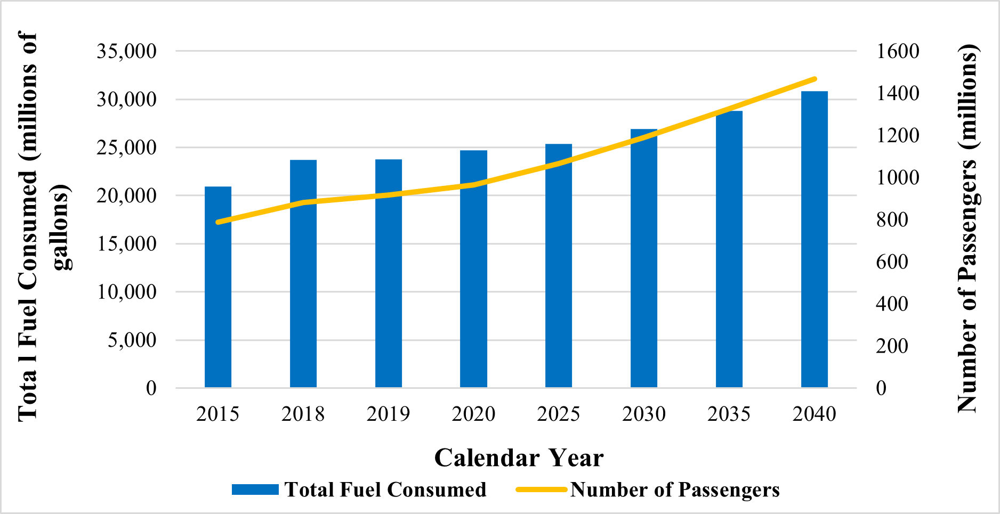 Total Fuel Consumed (millions of
gallons)
35,000
30,000
25,000
20,000
15,000
10,000
5,000
0
1600
1400
1200
1000
800
600
400
200
0
Number of Passengers (millions)
2015 2018 2019 2020 2025 2030 2035 2040
Calendar Year
Total Fuel Consumed Number of Passengers